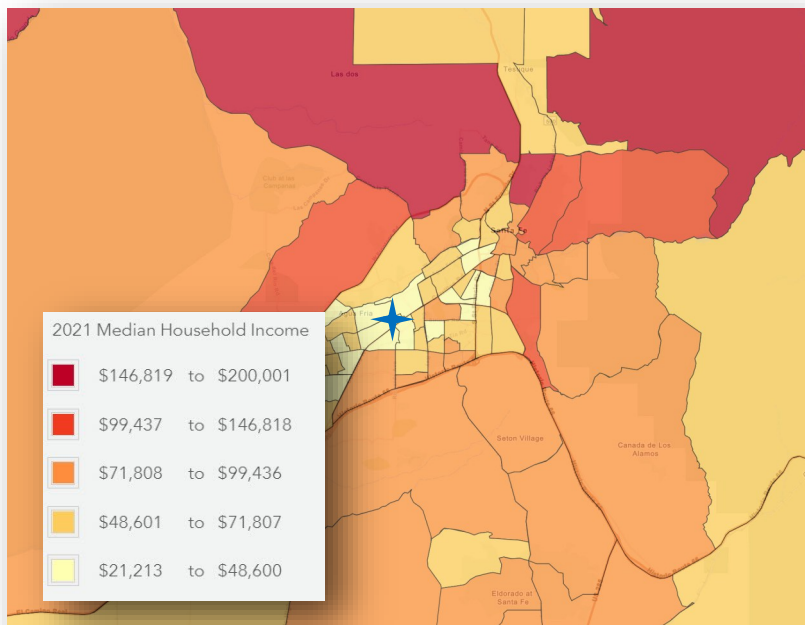 Las dos
Tesuque
Santa Fe
Agua Fria
2021 Median Household Income
$146,819 to $200,001
$99,437 to $146,818
$71,808 to $99,436
$48,601 to $71,807
$21,213 to $48,600
Seton Village
Canada de Los
Alamos
Eldorado at
Santa Fe